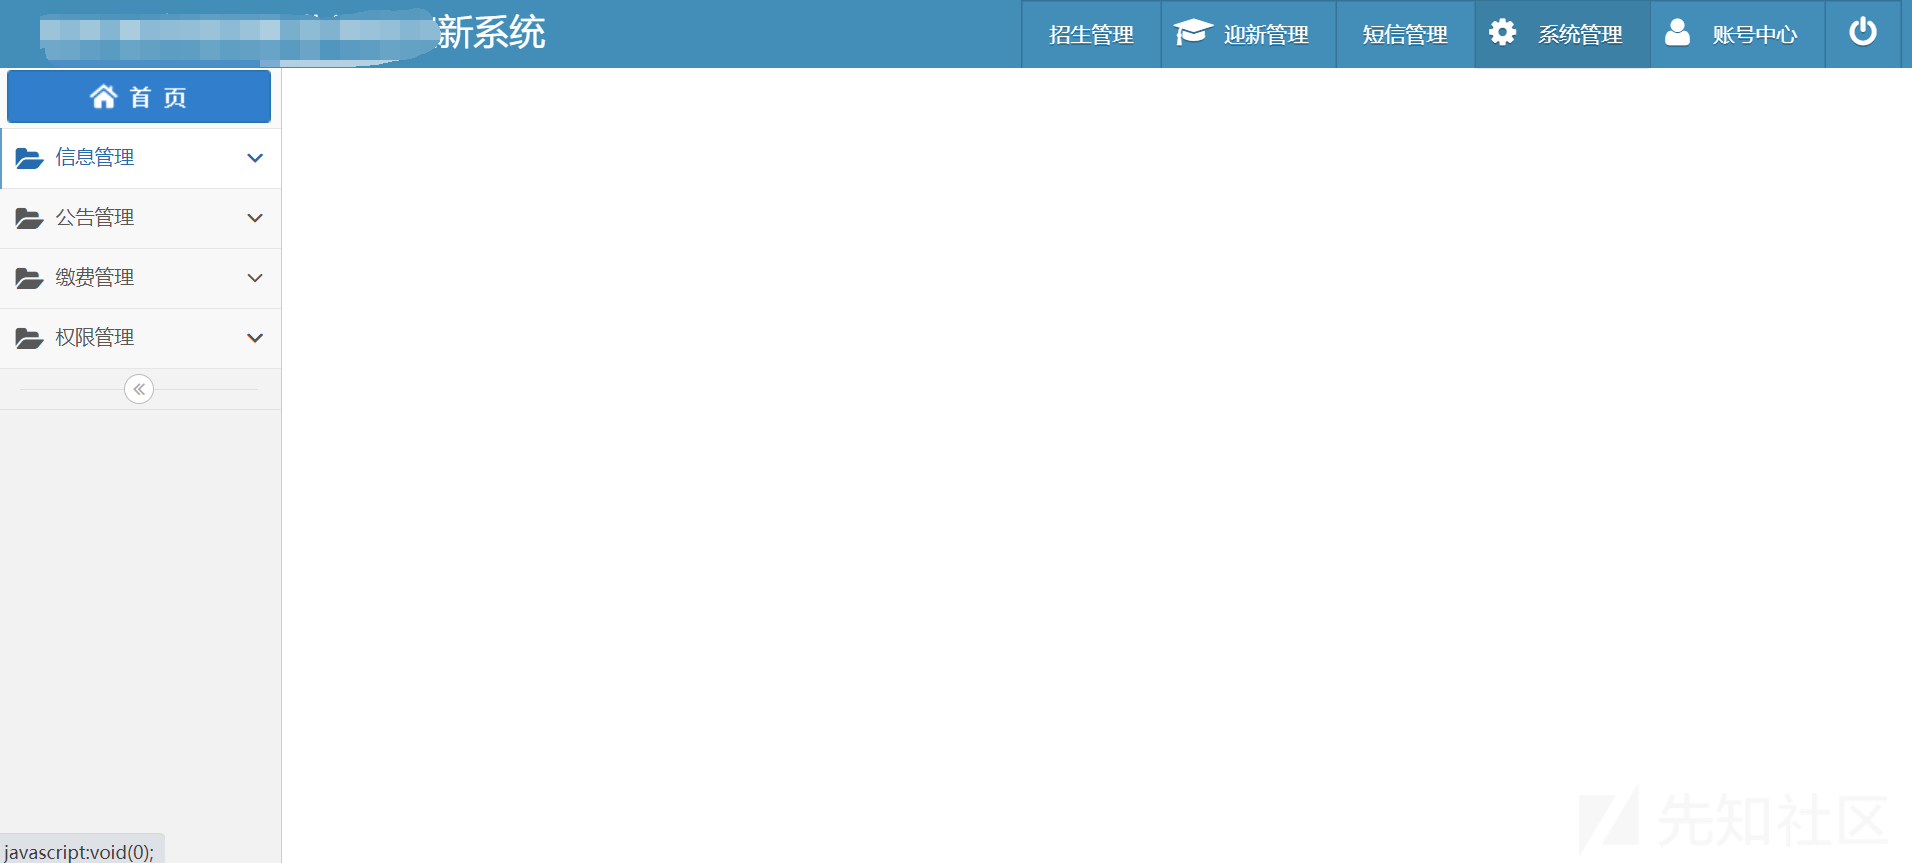 新系统
招生管理
迎新管理
短信管理
系统管理
账号中心
首 页
信息管理
公告管理
缴费管理
权限管理
javascript:void(0);
先知社区